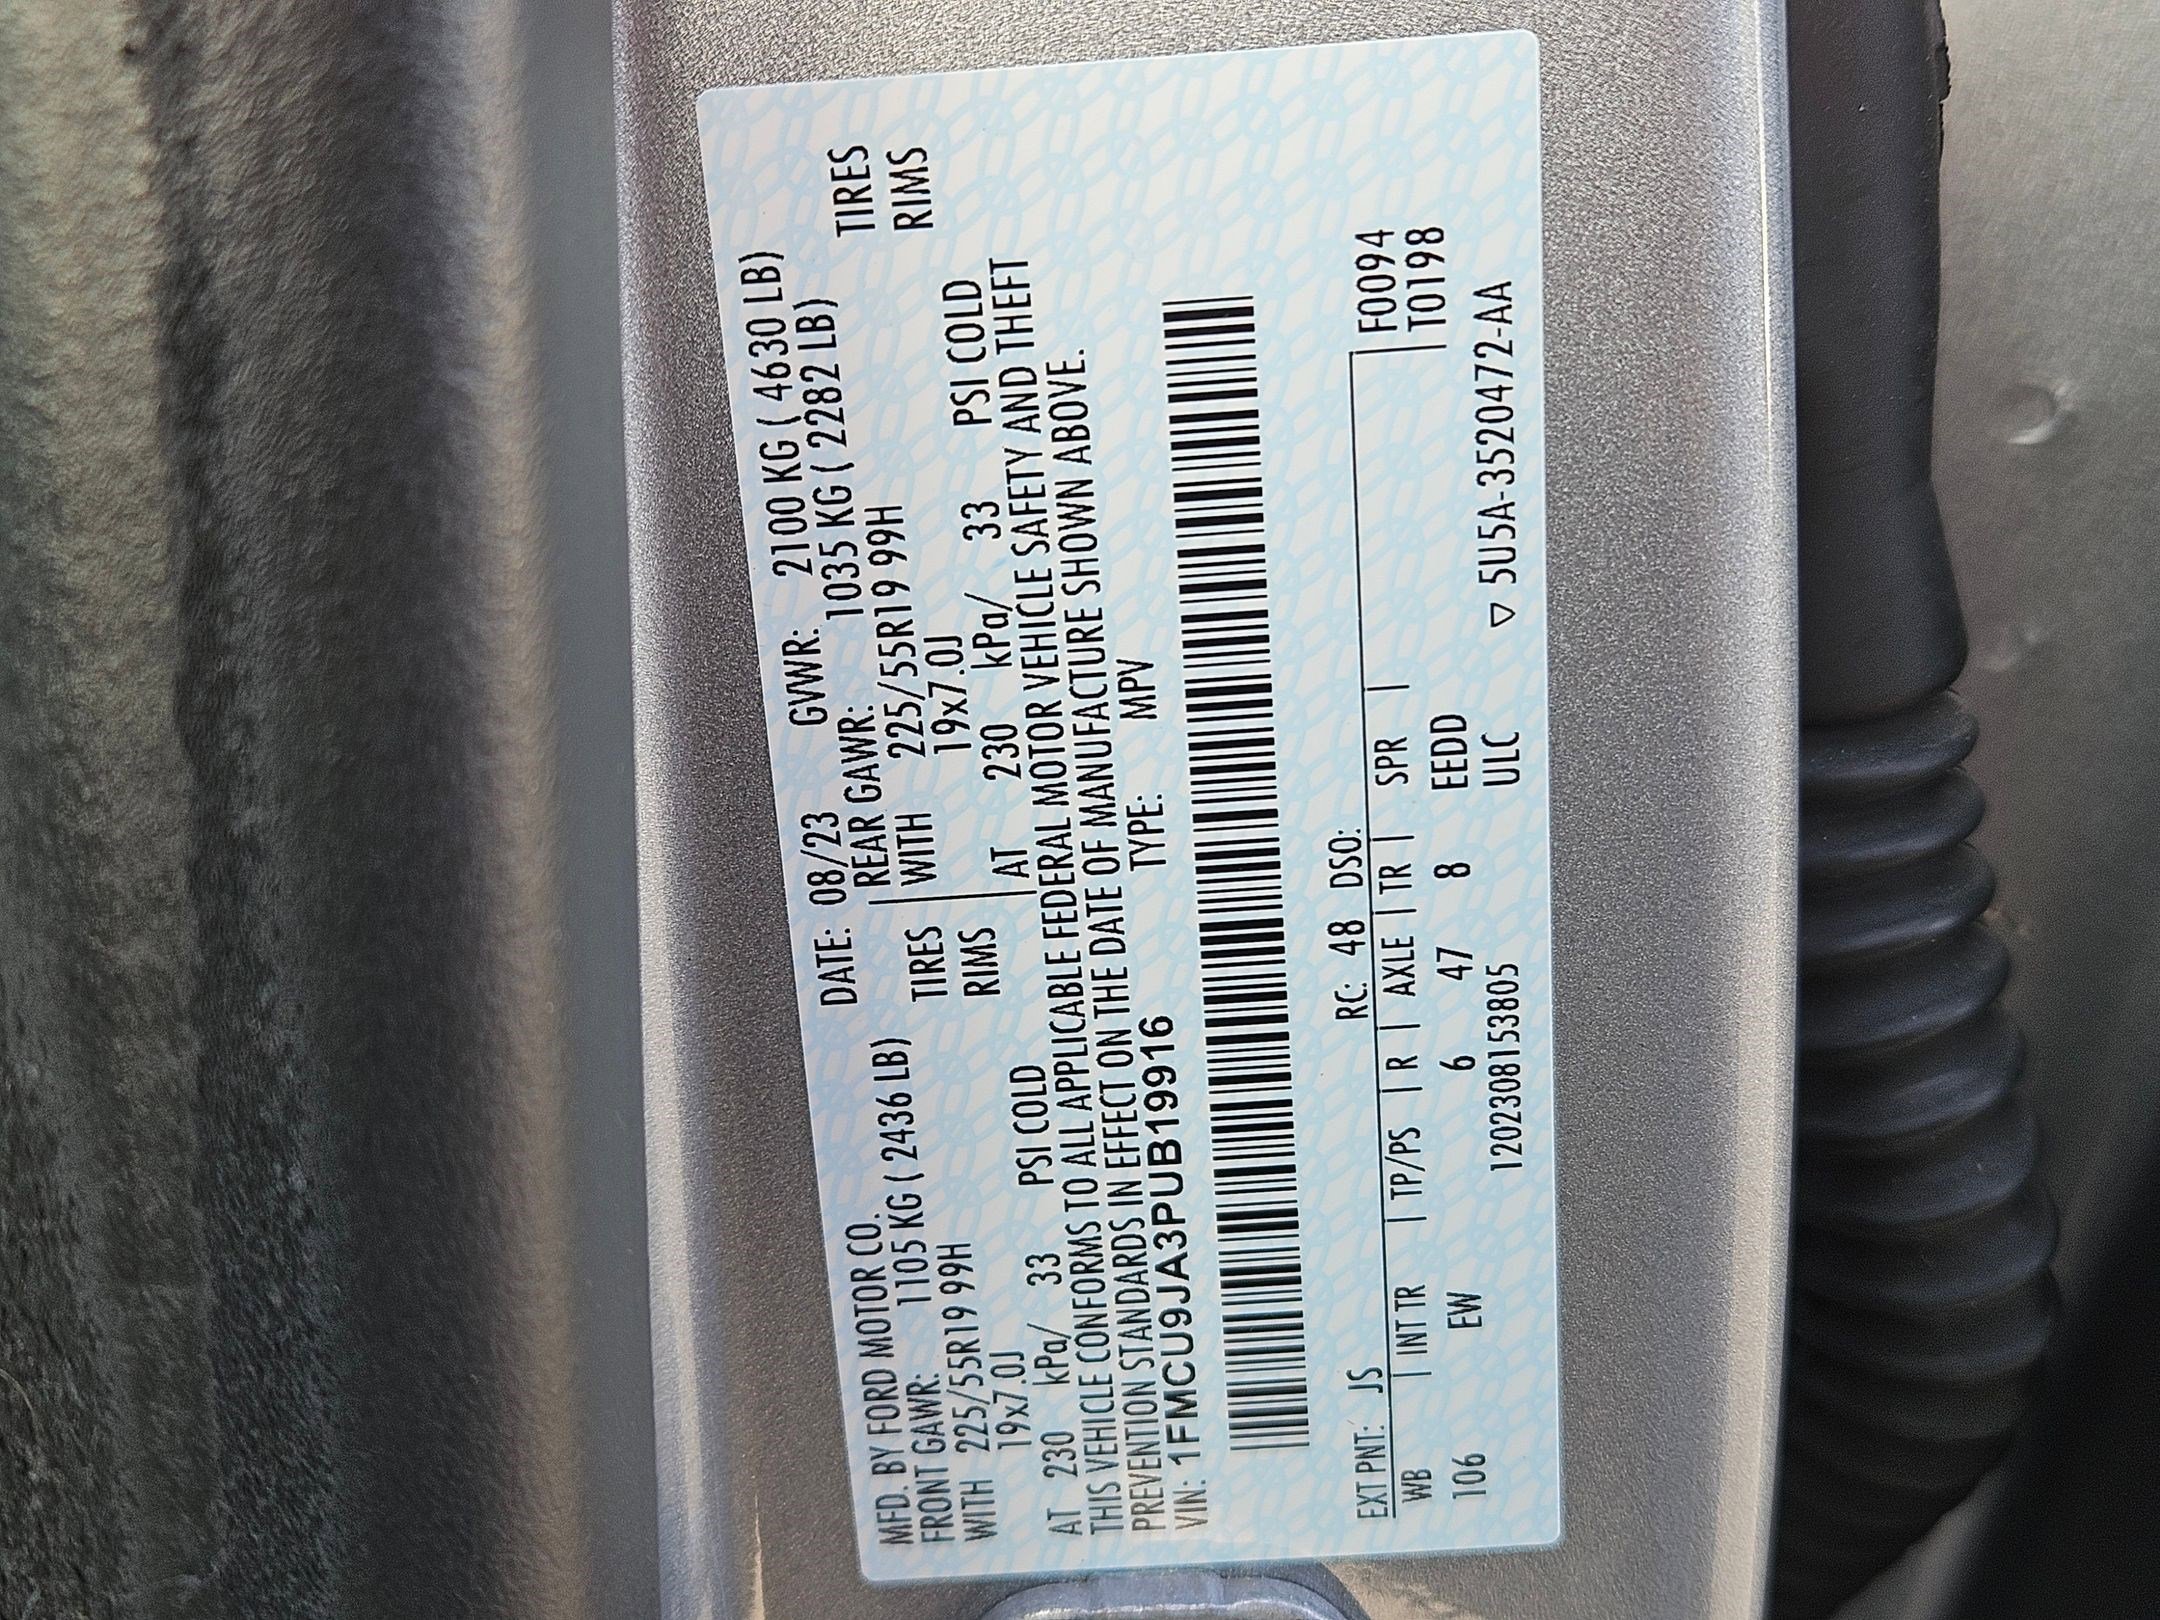 MFD. BY FORD MOTOR CO. DATE: 08/23 GVWR: 2100 KG ( 4630 LB)
FRONT GAWR: 1105 KG ( 2436 LB) REAR GAWR: 1035 KG ( 2282 LB)
WITH 225/55R19 99H TIRES WITH 225/55R19 99H TIRES
19x7.0J RIMS 19x7.0J RIMS
AT 230 kPa/ 33 PSI COLD AT 230 kPa/ 33 PSI COLD
THIS VEHICLE CONFORMS TO ALL APPLICABLE FEDERAL MOTOR VEHICLE SAFETY AND THEFT
PREVENTION STANDARDS IN EFFECT ON THE DATE OF MANUFACTURE SHOWN ABOVE.
VIN: 1FMCU9JA3PUB19916 TYPE: MPV
EXT PNT: JS RC: 48 DSO: F0094
WB | INT TR | TP/PS | R | AXLE | TR | SPR | T0198
106 EW 6 47 8 EEDD
1202308153805 ULC ▽ 5U5A-3520472-AA